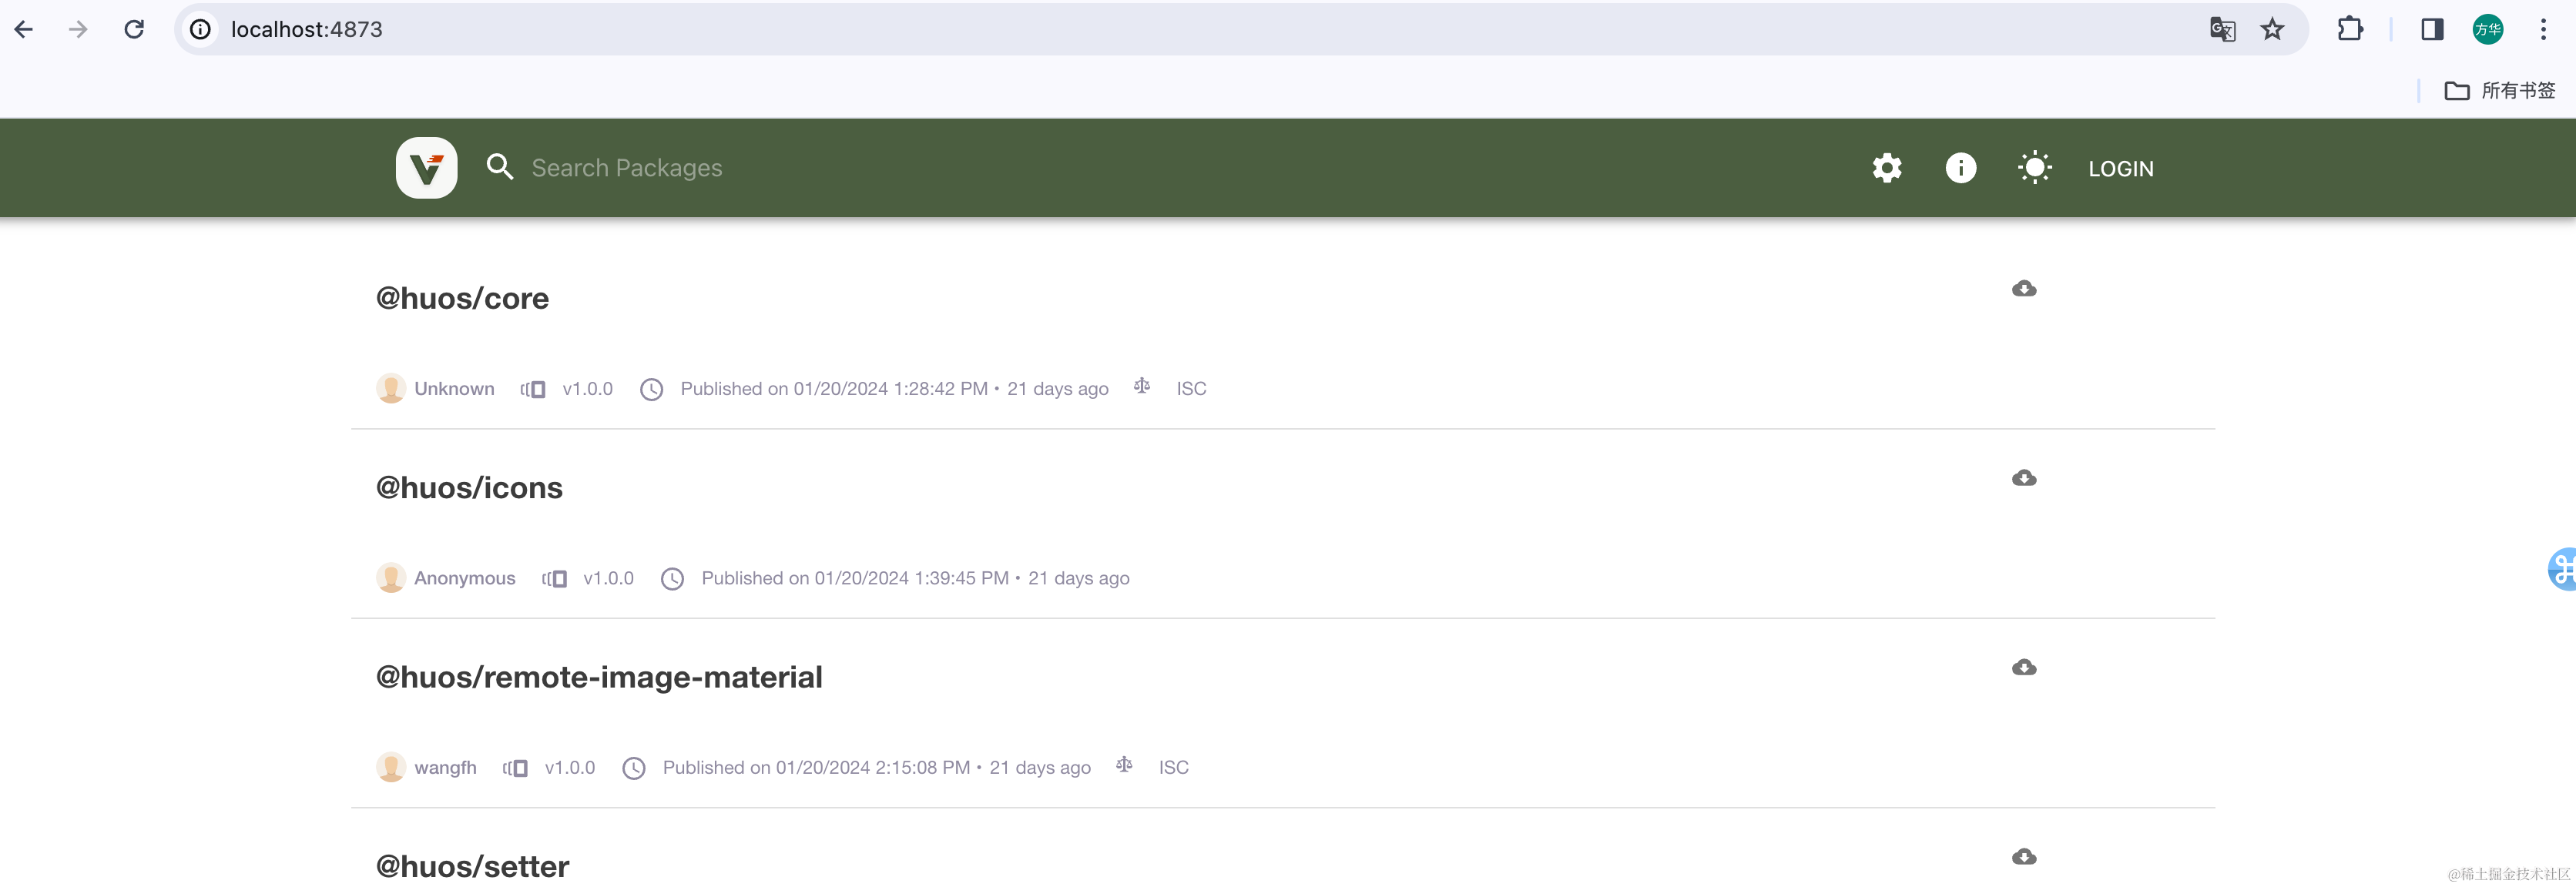 localhost:4873
方华
所有书签
Search Packages
LOGIN
@huos/core
Unknown v1.0.0 Published on 01/20/2024 1:28:42 PM • 21 days ago ISC
@huos/icons
Anonymous v1.0.0 Published on 01/20/2024 1:39:45 PM • 21 days ago
@huos/remote-image-material
wangfh v1.0.0 Published on 01/20/2024 2:15:08 PM • 21 days ago ISC
@huos/setter
@稀土掘金技术社区